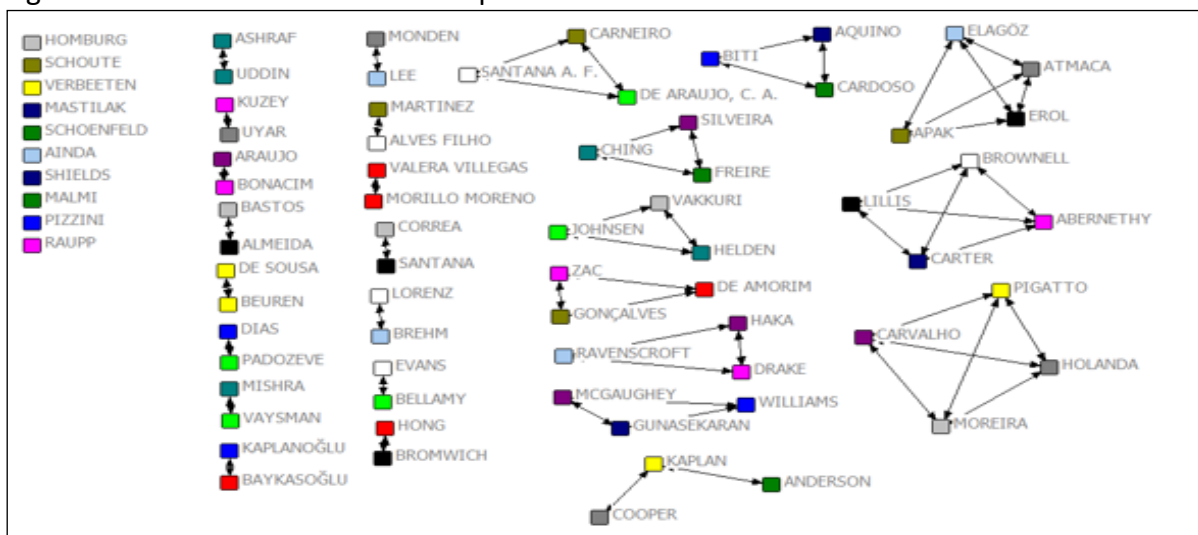 HOMBURG
SCHOUTE
VERBEETEN
MASTILAK
SCHOENFELD
AINDA
SHIELDS
MALMI
PIZZINI
RAUPP
ASHRAF
UDDIN
KUZEY
UYAR
ARAUJO
BONACIM
BASTOS
ALMEIDA
DE SOUSA
BEUREN
DIAS
PADOZEVE
MISHRA
VAYSMAN
KAPLANOĞLU
BAYKASOĞLU
MONDEN
LEE
MARTINEZ
ALVES FILHO
VALERA VILLEGAS
MORILLO MORENO
CORREA
SANTANA
LORENZ
BREHM
EVANS
BELLAMY
HONG
BROMWICH
CARNEIRO
SANTANA A. F.
DE ARAUJO, C. A.
SILVEIRA
CHING
FREIRE
VAKKURI
JOHNSEN
HELDEN
ZAC
DE AMORIM
GONÇALVES
HAKA
RAVENSCROFT
DRAKE
MCGAUGHEY
WILLIAMS
GUNASEKARAN
KAPLAN
ANDERSON
COOPER
AQUINO
BITI
CARDOSO
ELAGÖZ
ATMACA
EROL
APAK
BROWNELL
LILLIS
ABERNETHY
CARTER
PIGATTO
CARVALHO
HOLANDA
MOREIRA